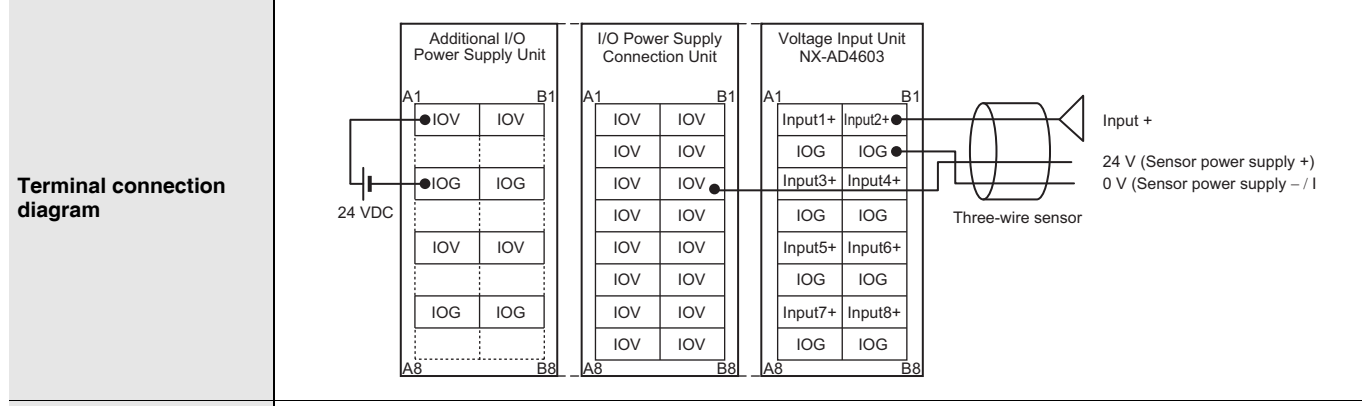 Terminal connection
diagram
Additional I/O
Power Supply Unit
A1 B1
IOV IOV
IOG IOG
IOV IOV
IOG IOG
A8 B8
24 VDC
I/O Power Supply
Connection Unit
A1 B1
IOV IOV
IOV IOV
IOV IOV
IOV IOV
IOV IOV
IOV IOV
IOV IOV
IOV IOV
A8 B8
Voltage Input Unit
NX-AD4603
A1 B1
Input1+ Input2+
IOG IOG
Input3+ Input4+
IOG IOG
Input5+ Input6+
IOG IOG
Input7+ Input8+
IOG IOG
A8 B8
Input +
24 V (Sensor power supply +)
0 V (Sensor power supply – / I
Three-wire sensor